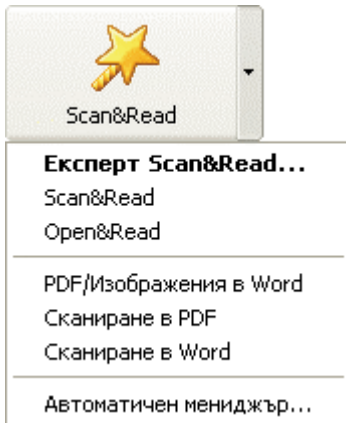 Scan&Read
Експерт Scan&Read...
Scan&Read
Open&Read
PDF/Изображения в Word
Сканиране в PDF
Сканиране в Word
Автоматичен мениджър...